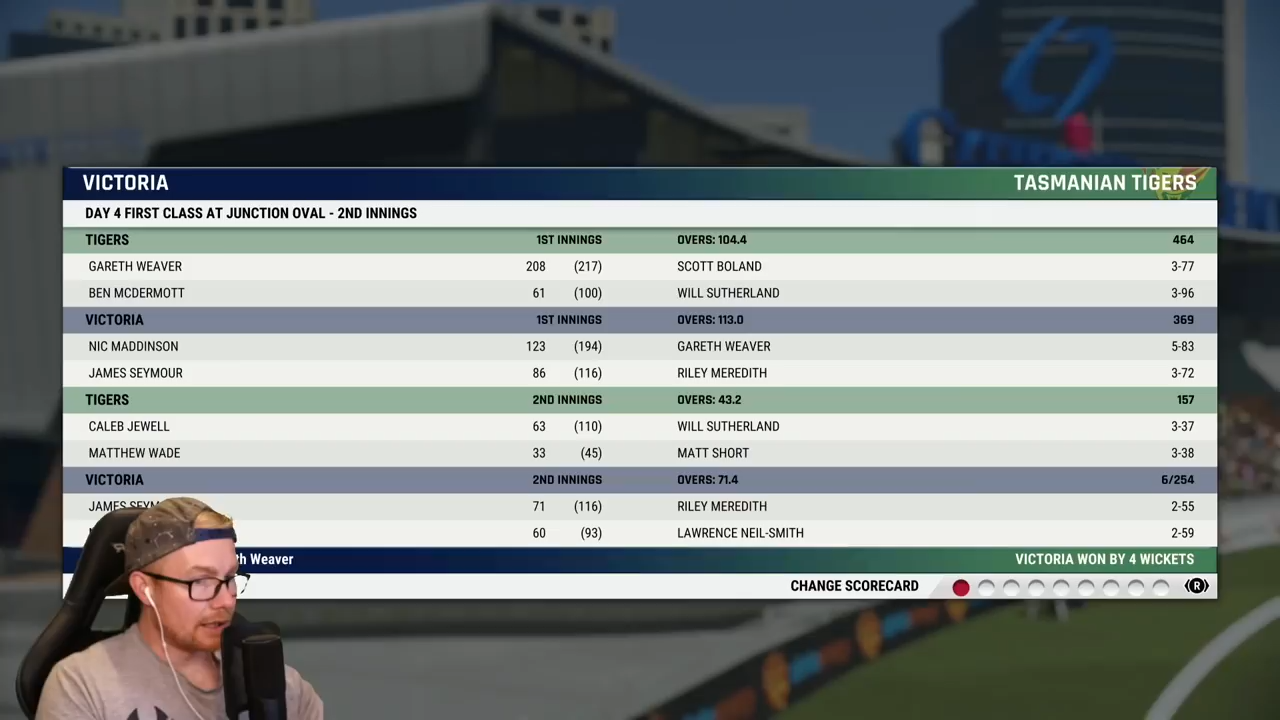 VICTORIA TASMANIAN TIGERS
DAY 4 FIRST CLASS AT JUNCTION OVAL - 2ND INNINGS
TIGERS 1ST INNINGS OVERS: 104.4 464
GARETH WEAVER 208 (217) SCOTT BOLAND 3-77
BEN MCDERMOTT 61 (100) WILL SUTHERLAND 3-96
VICTORIA 1ST INNINGS OVERS: 113.0 369
NIC MADDINSON 123 (194) GARETH WEAVER 5-83
JAMES SEYMOUR 86 (116) RILEY MEREDITH 3-72
TIGERS 2ND INNINGS OVERS: 43.2 157
CALEB JEWELL 63 (110) WILL SUTHERLAND 3-37
MATTHEW WADE 33 (45) MATT SHORT 3-38
VICTORIA 2ND INNINGS OVERS: 71.4 6/254
JAMES SEYM 71 (116) RILEY MEREDITH 2-55
60 (93) LAWRENCE NEIL-SMITH 2-59
th Weaver VICTORIA WON BY 4 WICKETS
CHANGE SCORECARD R